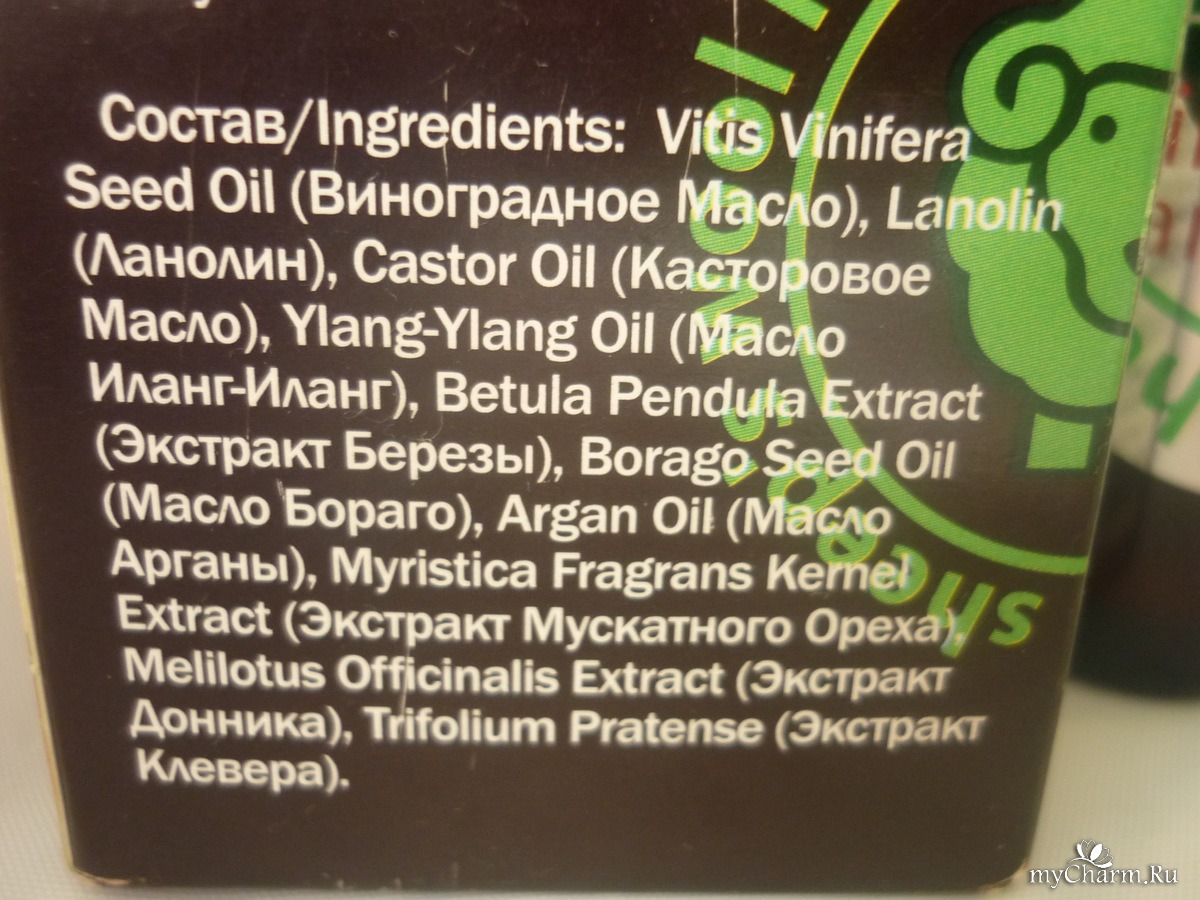 Состав/Ingredients: Vitis Vinifera
Seed Oil (Виноградное Масло), Lanolin
(Ланолин), Castor Oil (Касторовое
Масло), Ylang-Ylang Oil (Масло
Иланг-Иланг), Betula Pendula Extract
(Экстракт Березы), Borago Seed Oil
(Масло Бораго), Argan Oil (Масло
Арганы), Myristica Fragrans Kernel
Extract (Экстракт Мускатного Ореха),
Melilotus Officinalis Extract (Экстракт
Донника), Trifolium Pratense (Экстракт
Клевера).
sheep's wool
myCharm.Ru